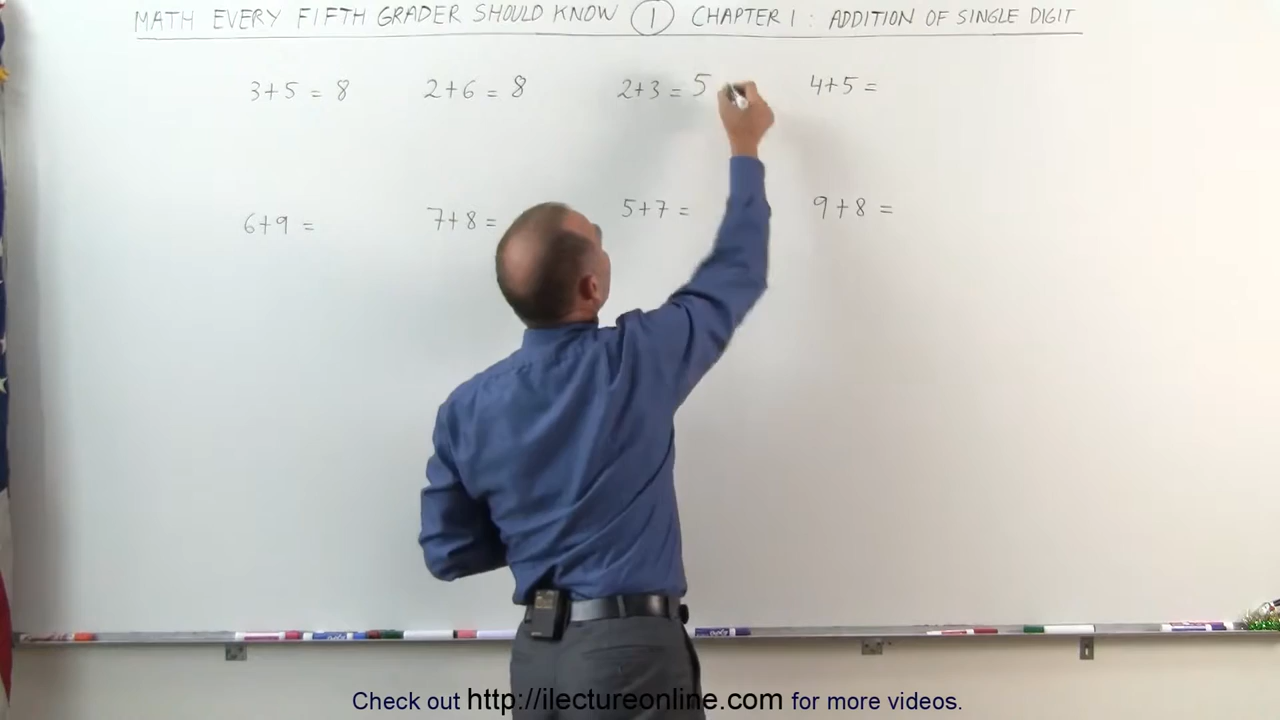 MATH EVERY FIFTH GRADER SHOULD KNOW 1 CHAPTER 1 : ADDITION OF SINGLE DIGIT
3+5 = 8 2+6 = 8 2+3 = 5 4+5 =
6+9 = 7+8 = 5+7 = 9+8 =
Check out http://ilectureonline.com for more videos.